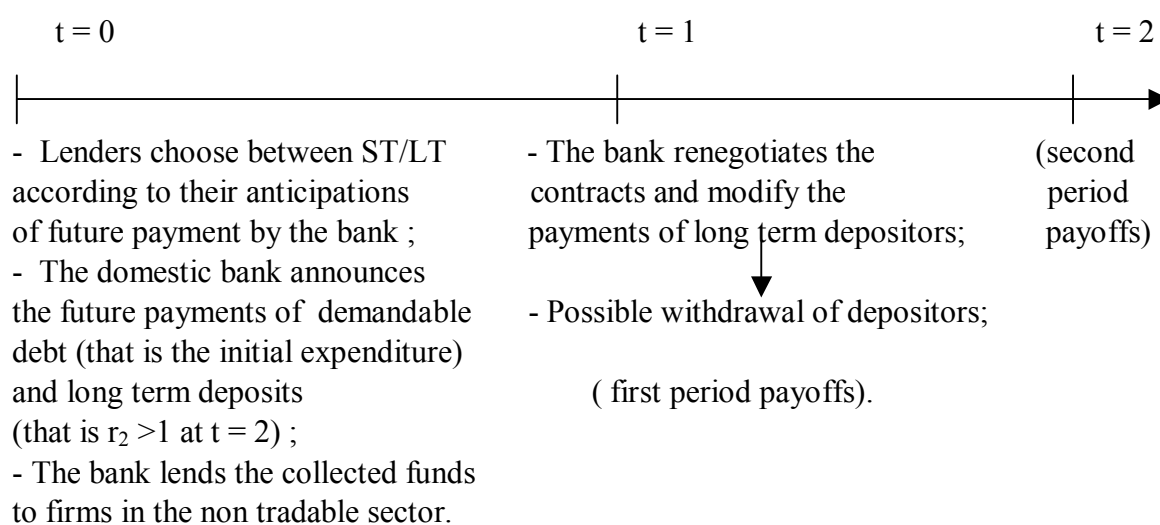 t = 0
t = 1
t = 2
- Lenders choose between ST/LT
according to their anticipations
of future payment by the bank ;
- The domestic bank announces
the future payments of demandable
debt (that is the initial expenditure)
and long term deposits
(that is r₂ >1 at t = 2) ;
- The bank lends the collected funds
to firms in the non tradable sector.
- The bank renegotiates the
contracts and modify the
payments of long term depositors;
- Possible withdrawal of depositors;
( first period payoffs).
(second
period
payoffs)